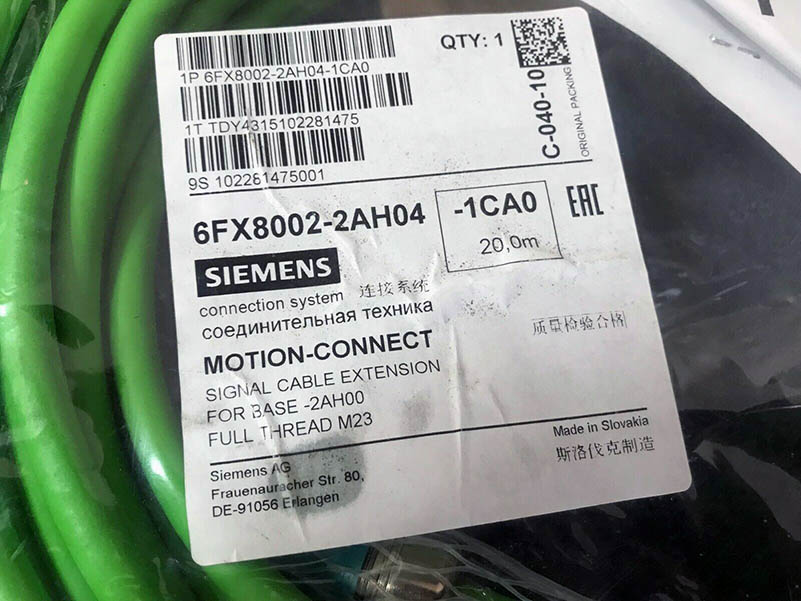 1P 6FX8002-2AH04-1CA0
QTY: 1
1T TDY4315102281475
9S 102281475001
C-040-10
ORIGINAL PACKING
6FX8002-2AH04
-1CA0
20,0m
EAC
SIEMENS
connection system 连接系统
соединительная техника
质量检验合格
MOTION-CONNECT
SIGNAL CABLE EXTENSION
FOR BASE -2AH00
FULL THREAD M23
Made in Slovakia
斯洛伐克制造
Siemens AG
Frauenauracher Str. 80,
DE-91056 Erlangen